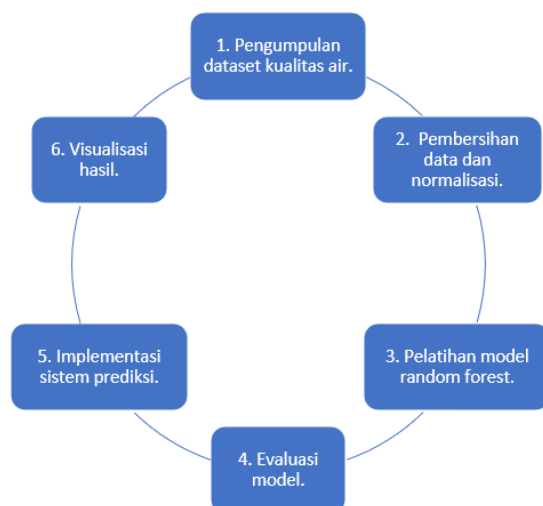 1. Pengumpulan
dataset kualitas air.
2. Pembersihan
data dan
normalisasi.
3. Pelatihan model
random forest.
4. Evaluasi
model.
5. Implementasi
sistem prediksi.
6. Visualisasi
hasil.